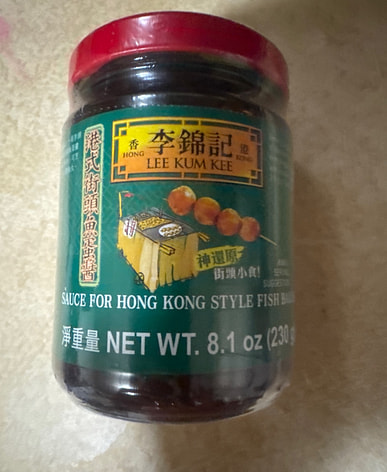 香 李錦記 港
HONG LEE KUM KEE KONG
港式街頭魚蛋醬
神還原
街頭小食!
SAUCE FOR HONG KONG STYLE FISH
淨重量 NET WT. 8.1 oz (230 g